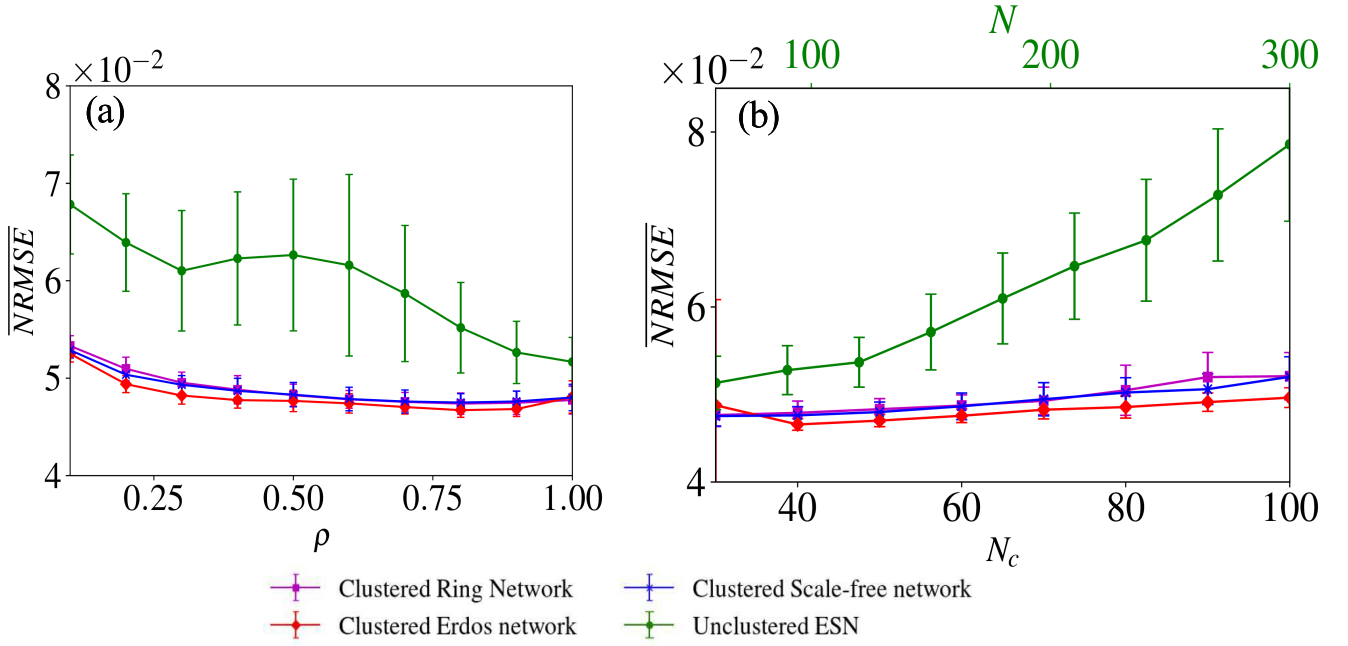 ×10⁻²
(a)
8
7
6
5
4
NRMSE
0.25 0.50 0.75 1.00
ρ
N
100 200 300
×10⁻²
(b)
8
6
4
NRMSE
40 60 80 100
N_c
Clustered Ring Network
Clustered Erdos network
Clustered Scale-free network
Unclustered ESN